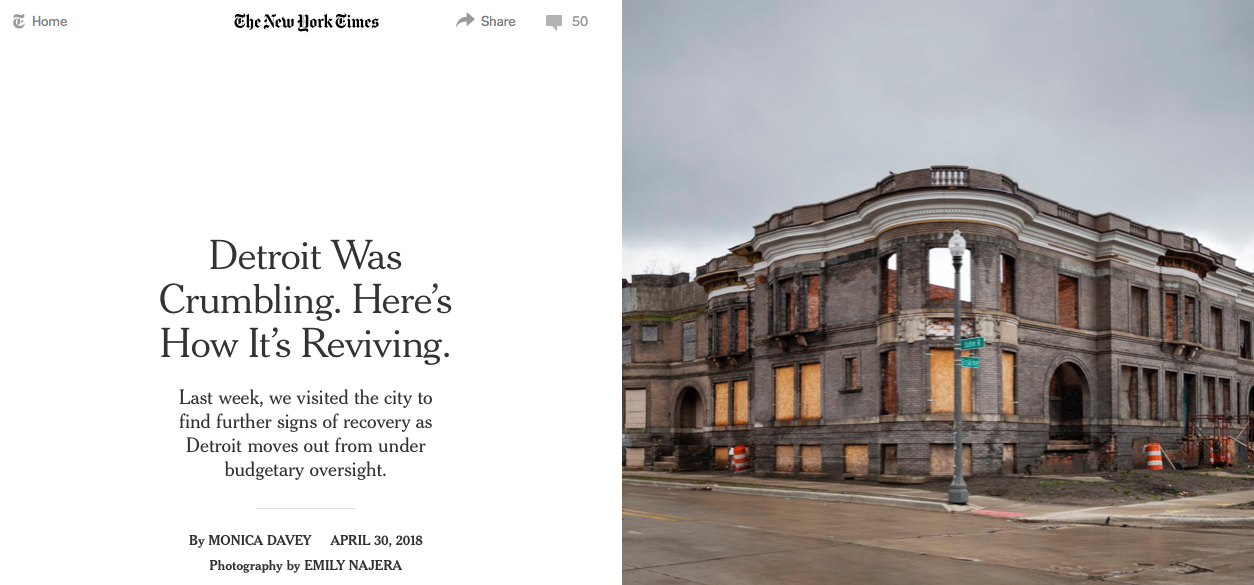 Home
The New York Times
Share
50
Detroit Was
Crumbling. Here's
How It's Reviving.
Last week, we visited the city to
find further signs of recovery as
Detroit moves out from under
budgetary oversight.
By MONICA DAVEY APRIL 30, 2018
Photography by EMILY NAJERA
John R